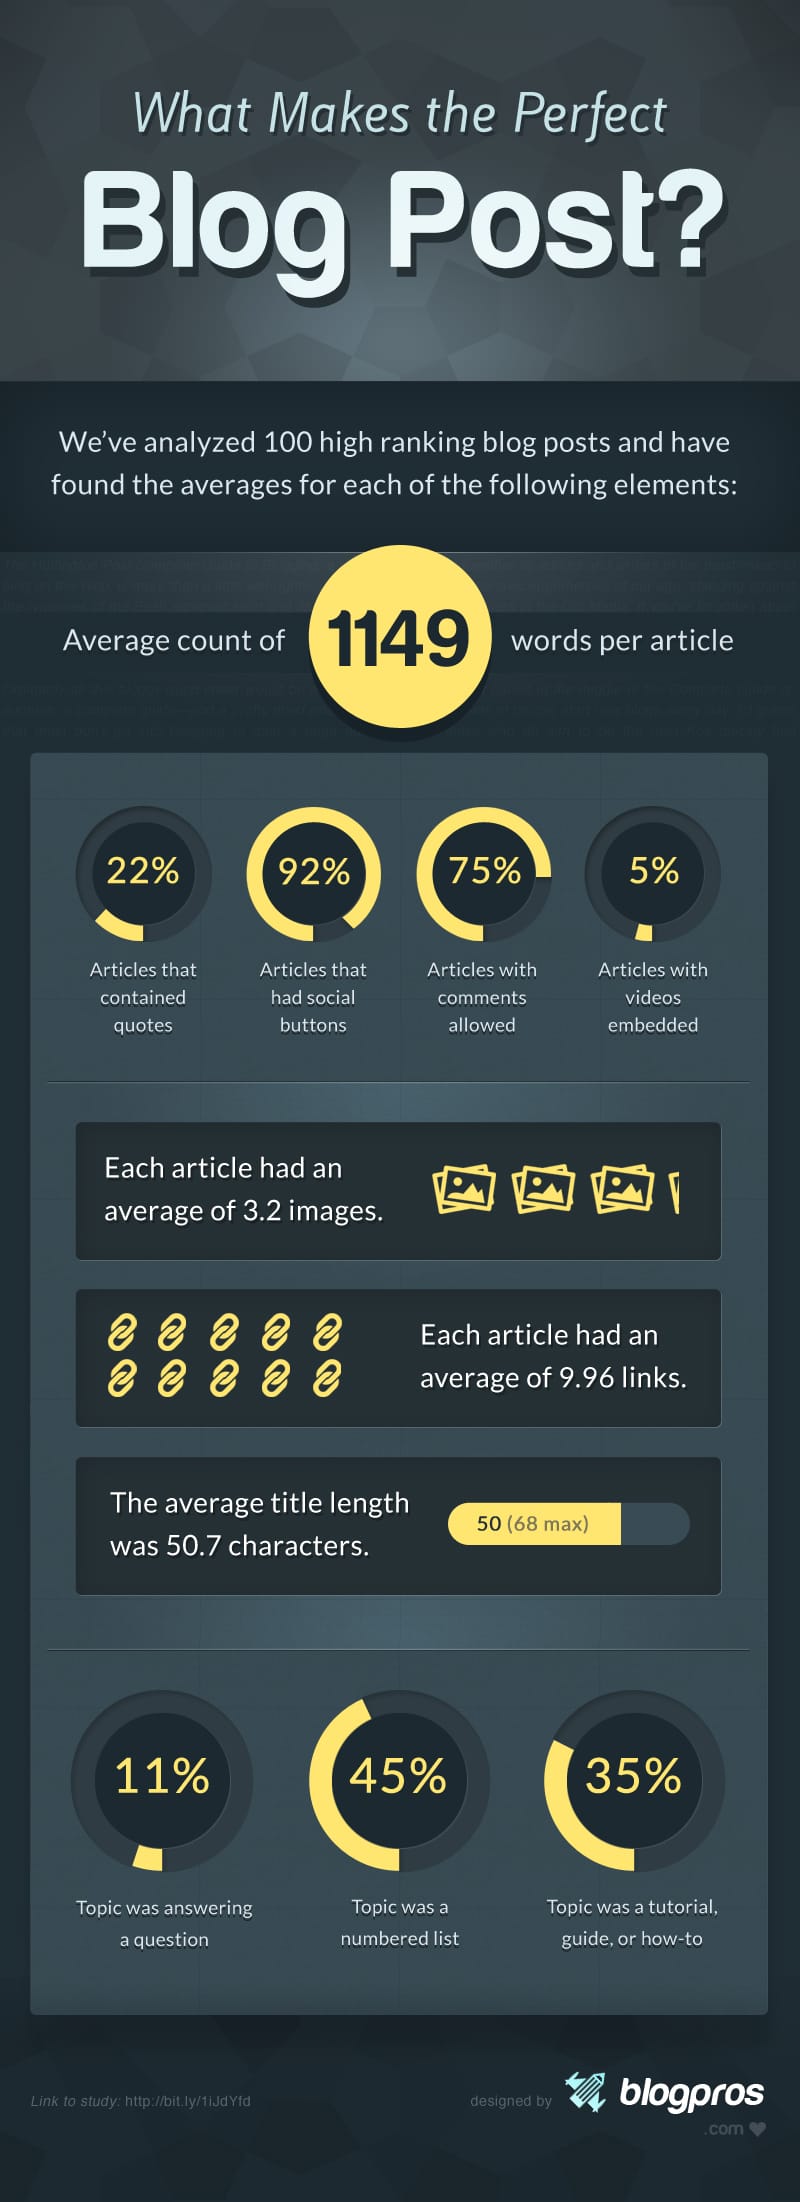 What Makes the Perfect
Blog Post?
We've analyzed 100 high ranking blog posts and have
found the averages for each of the following elements:
Average count of 1149 words per article
22%
Articles that
contained
quotes
92%
Articles that
had social
buttons
75%
Articles with
comments
allowed
5%
Articles with
videos
embedded
Each article had an
average of 3.2 images.
Each article had an
average of 9.96 links.
The average title length
was 50.7 characters.
50 (68 max)
11%
Topic was answering
a question
45%
Topic was a
numbered list
35%
Topic was a tutorial,
guide, or how-to
Link to study: http://bit.ly/1iJdYfd
designed by blogpros
.com